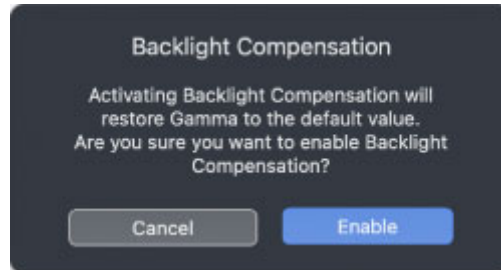 Backlight Compensation
Activating Backlight Compensation will
restore Gamma to the default value.
Are you sure you want to enable Backlight
Compensation?
Cancel
Enable